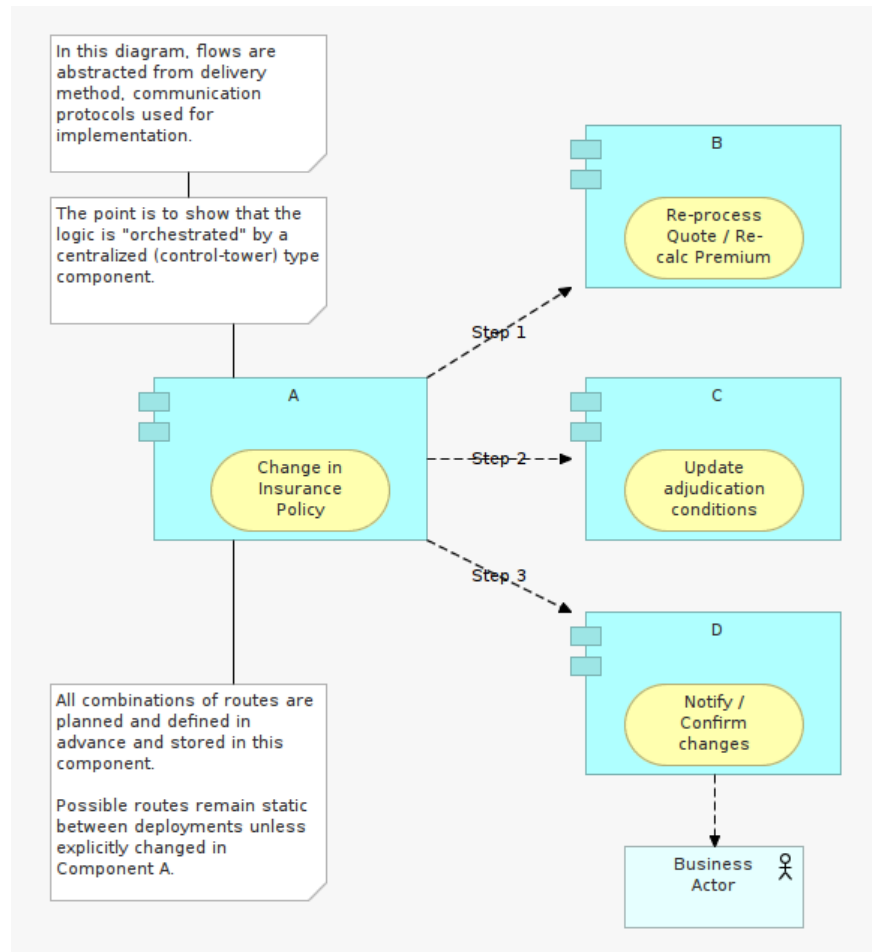 In this diagram, flows are
abstracted from delivery
method, communication
protocols used for
implementation.
The point is to show that the
logic is "orchestrated" by a
centralized (control-tower) type
component.
B
Re-process
Quote / Re-
calc Premium
Step 1
A
Change in
Insurance
Policy
Step 2
C
Update
adjudication
conditions
Step 3
D
Notify /
Confirm
changes
All combinations of routes are
planned and defined in
advance and stored in this
component.
Possible routes remain static
between deployments unless
explicitly changed in
Component A.
Business
Actor